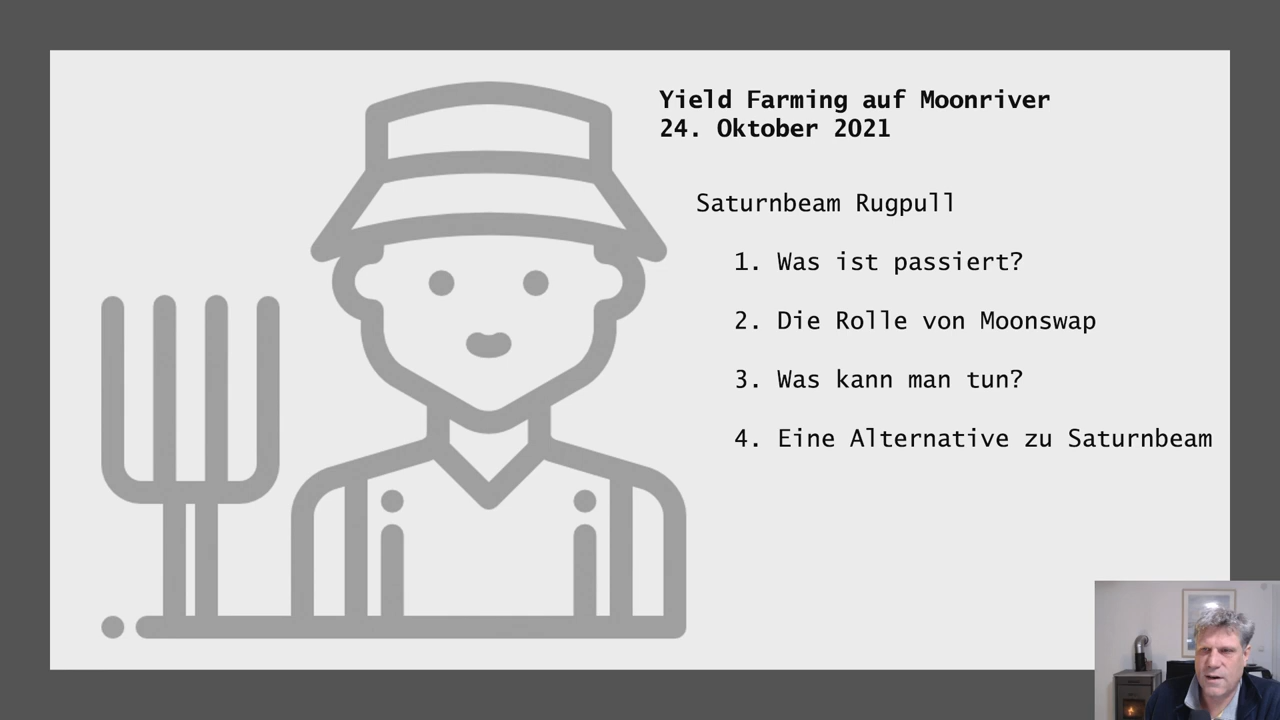 Yield Farming auf Moonriver
24. Oktober 2021
Saturnbeam Rugpull
1. Was ist passiert?
2. Die Rolle von Moonswap
3. Was kann man tun?
4. Eine Alternative zu Saturnbeam